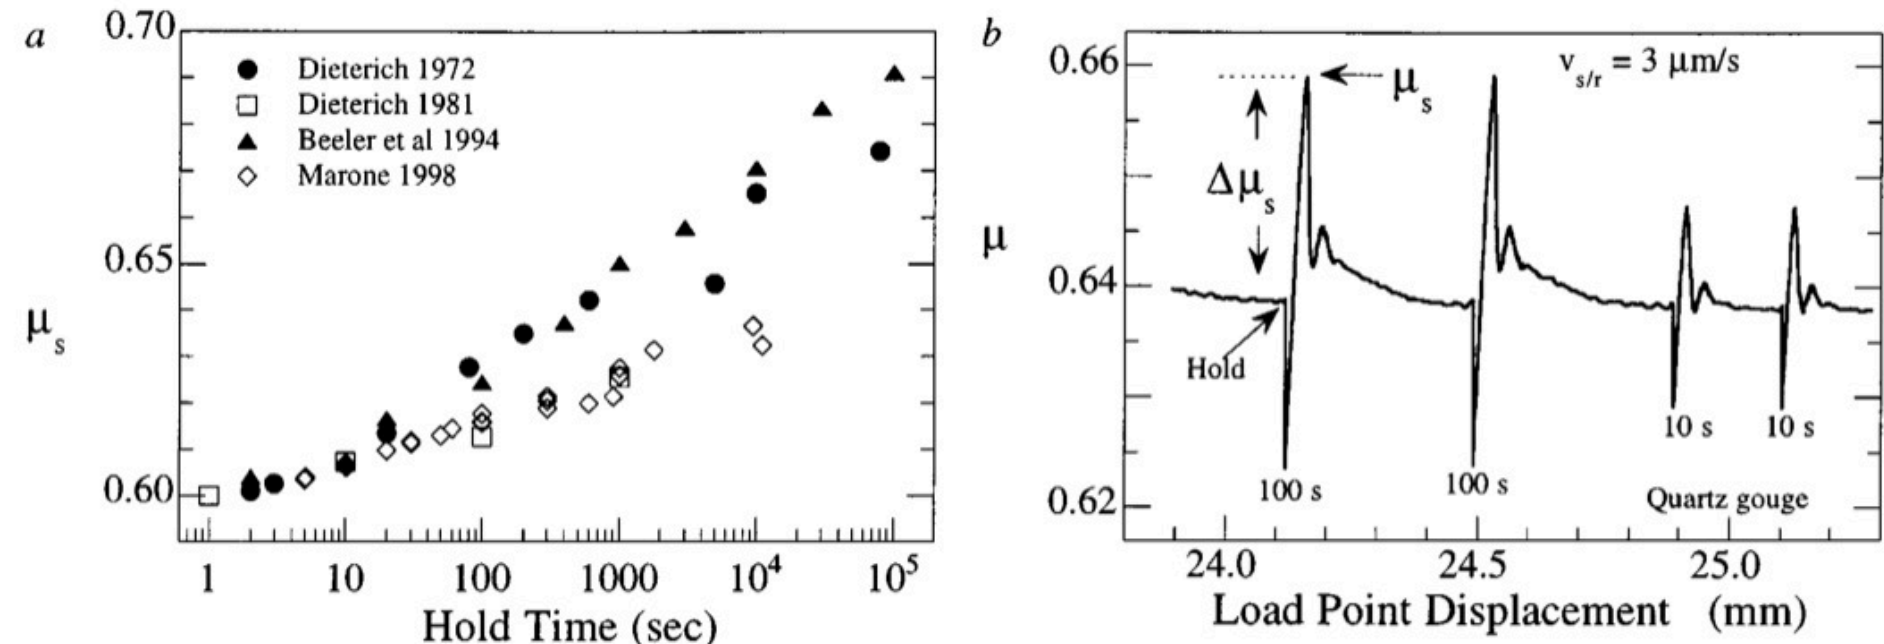 a
0.70
0.65
0.60
μs
Dieterich 1972
Dieterich 1981
Beeler et al 1994
Marone 1998
1 10 100 1000 10⁴ 10⁵
Hold Time (sec)
b
0.66
0.64
0.62
μ
vs/r = 3 μm/s
μs
Δμs
Hold
100 s
100 s
10 s
10 s
Quartz gouge
24.0 24.5 25.0
Load Point Displacement (mm)